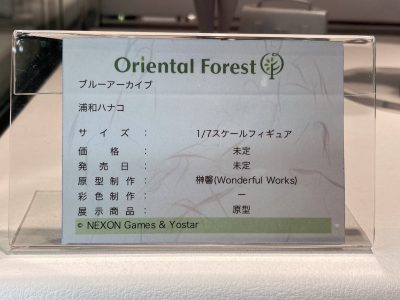 Oriental Forest
ブルーアーカイブ
浦和ハナコ
サイズ： 1/7スケールフィギュア
価格： 未定
発売日： 未定
原型制作： 榊馨(Wonderful Works)
彩色制作： ー
展示商品： 原型
© NEXON Games & Yostar